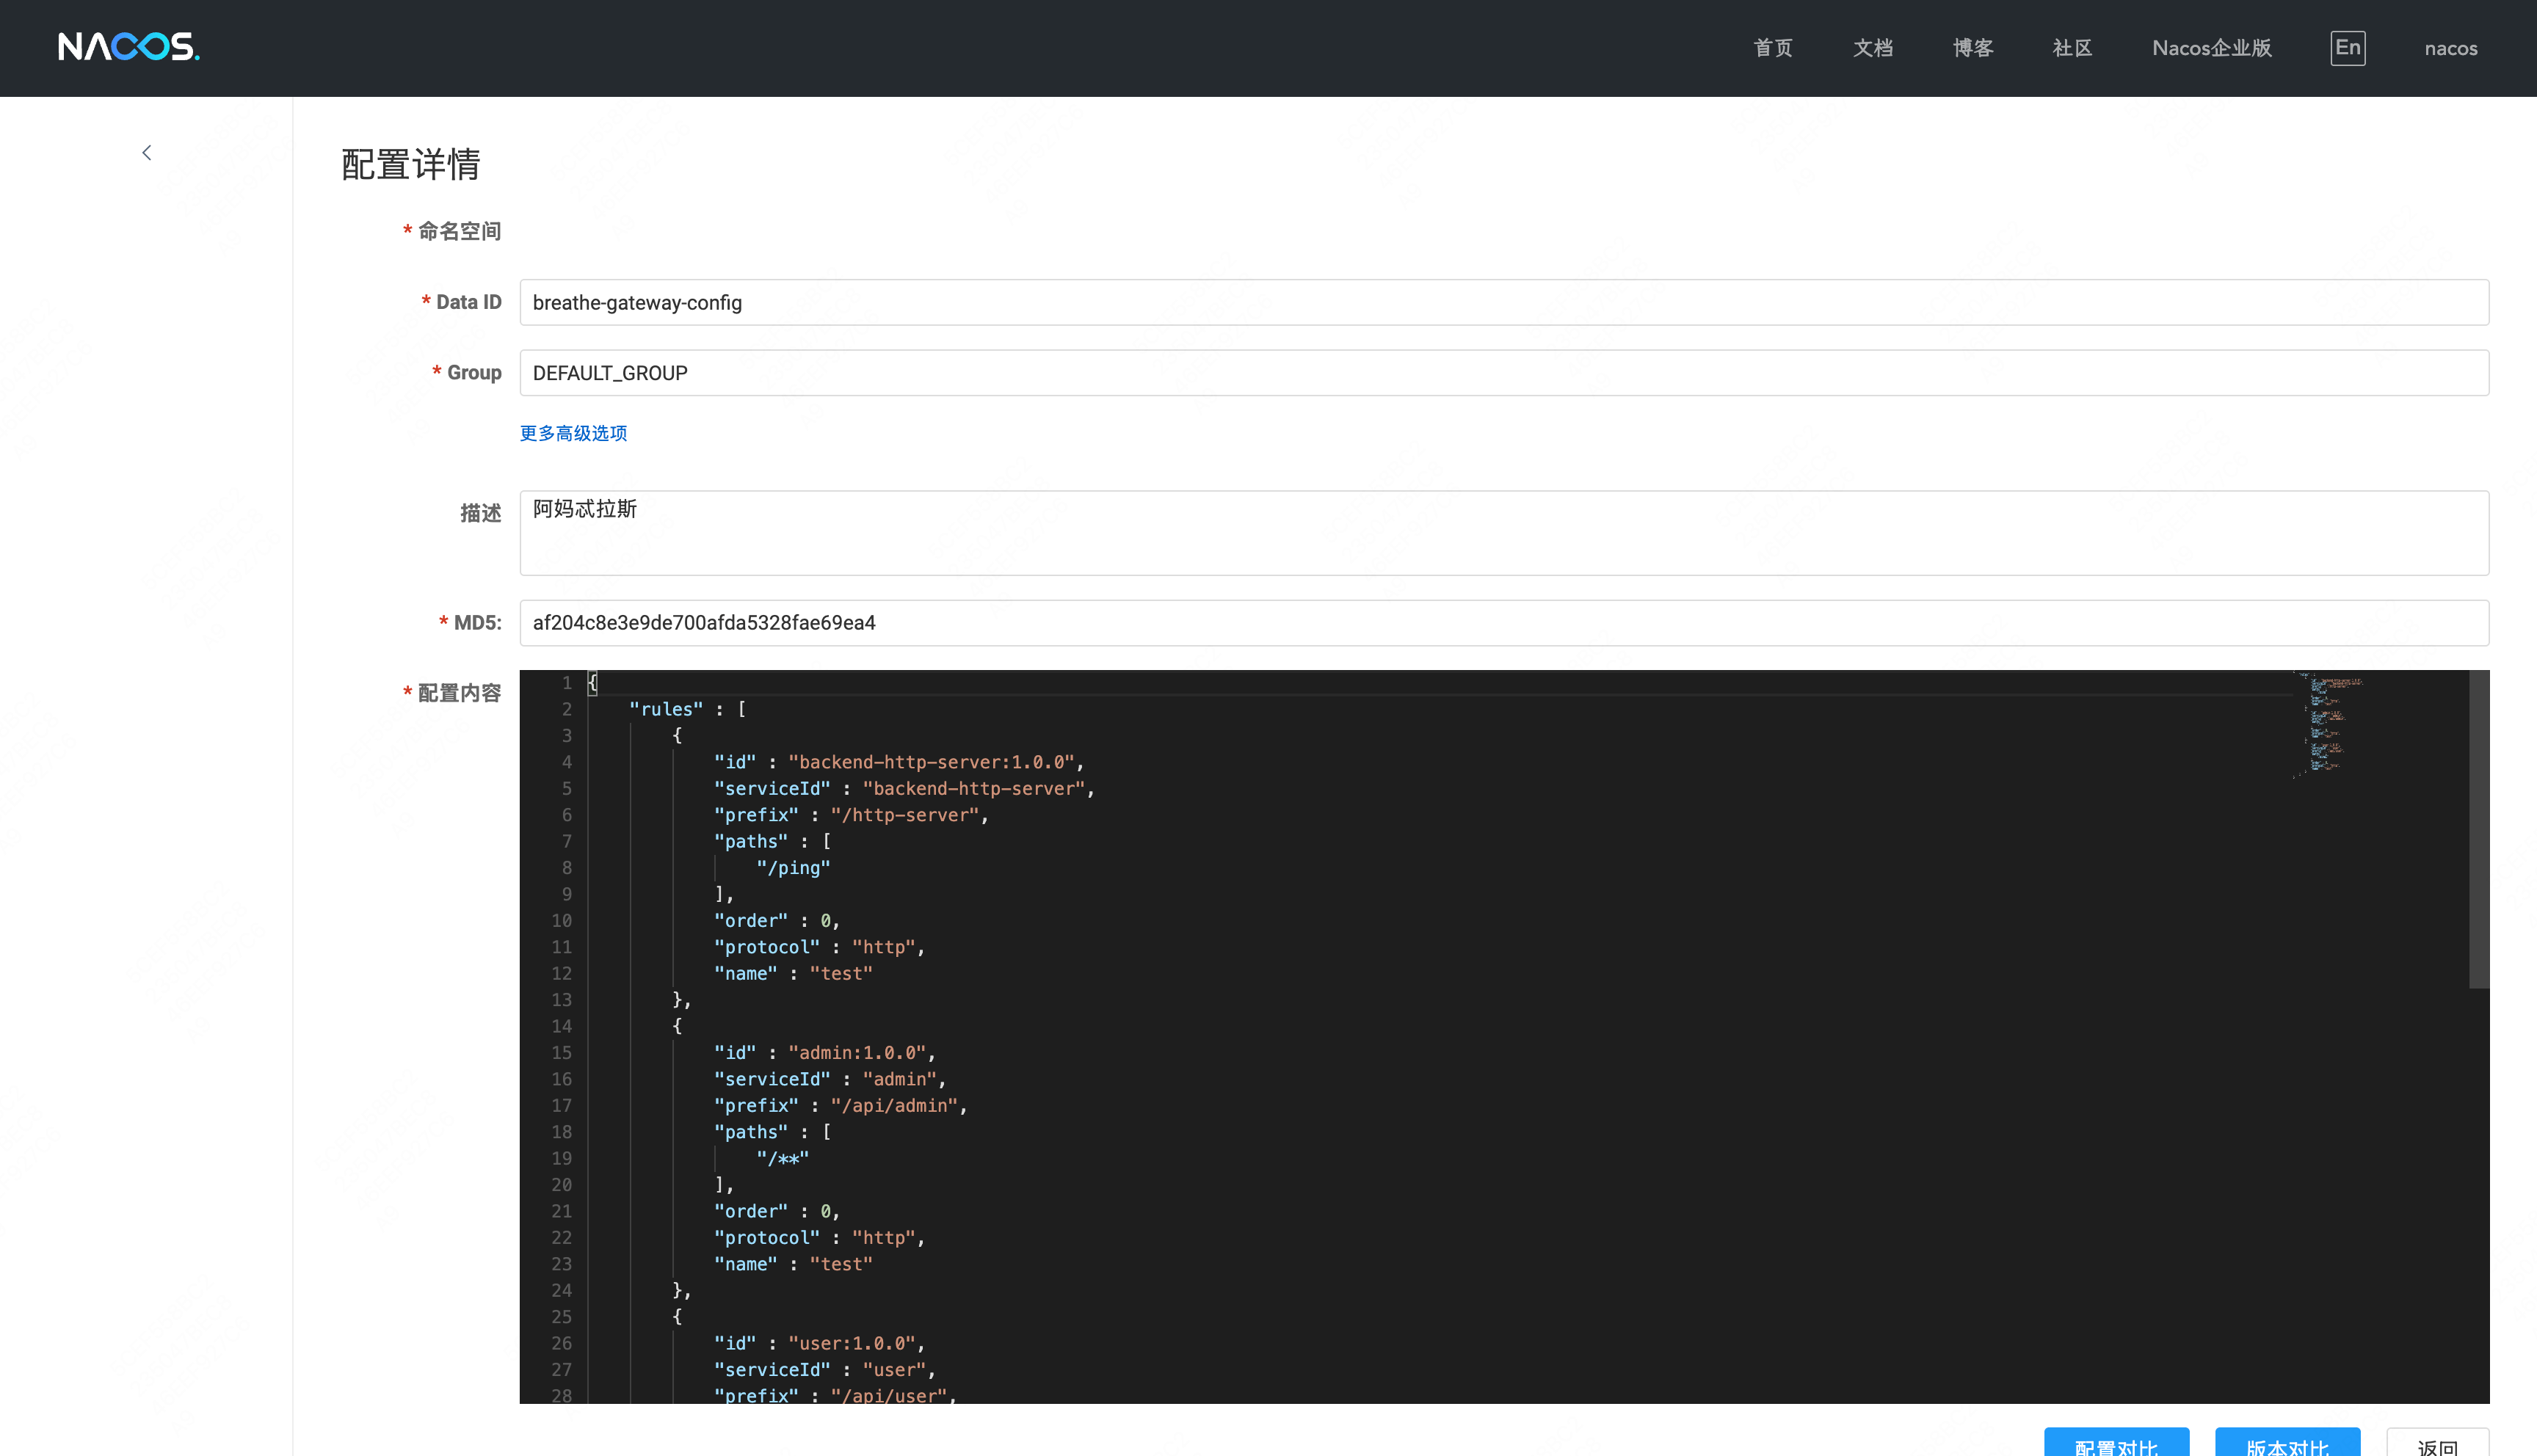 NACOS.
首页 文档 博客 社区 Nacos企业版 En nacos
配置详情
* 命名空间
* Data ID breathe-gateway-config
* Group DEFAULT_GROUP
更多高级选项
描述 阿妈忒拉斯
* MD5: af204c8e3e9de700afda5328fae69ea4
* 配置内容
1 {
2 "rules" : [
3 {
4 "id" : "backend-http-server:1.0.0",
5 "serviceId" : "backend-http-server",
6 "prefix" : "/http-server",
7 "paths" : [
8 "/ping"
9 ],
10 "order" : 0,
11 "protocol" : "http",
12 "name" : "test"
13 },
14 {
15 "id" : "admin:1.0.0",
16 "serviceId" : "admin",
17 "prefix" : "/api/admin",
18 "paths" : [
19 "/**"
20 ],
21 "order" : 0,
22 "protocol" : "http",
23 "name" : "test"
24 },
25 {
26 "id" : "user:1.0.0",
27 "serviceId" : "user",
28 "prefix" : "/api/user",
配置对比 版本对比 返回